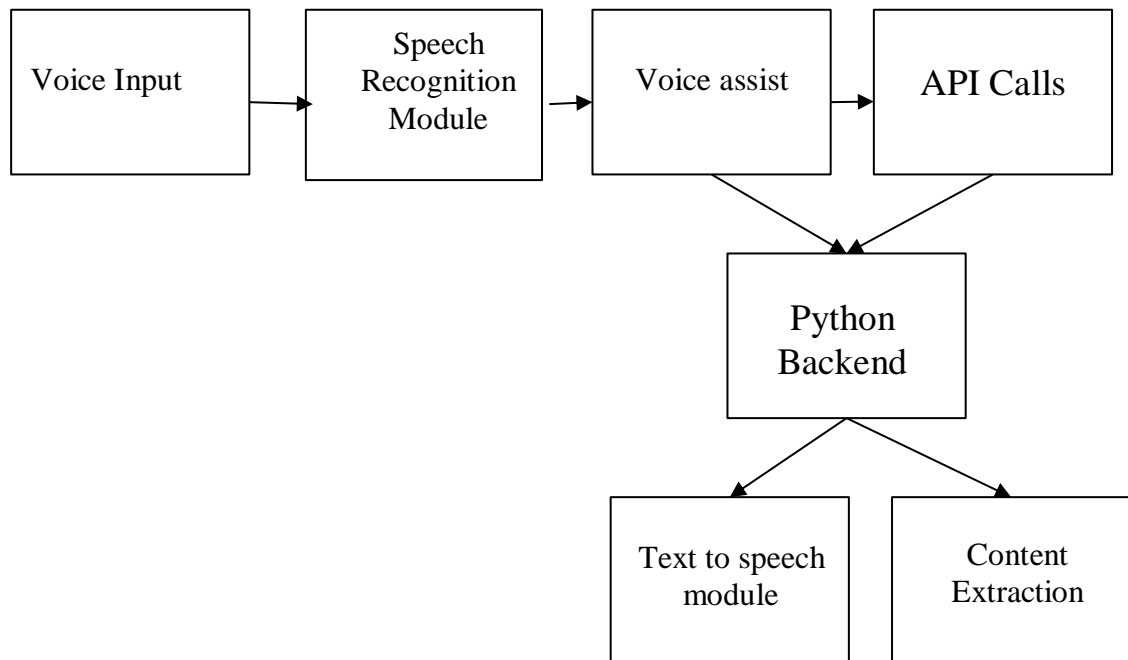 Voice Input
Speech
Recognition
Module
Voice assist
API Calls
Python
Backend
Text to speech
module
Content
Extraction